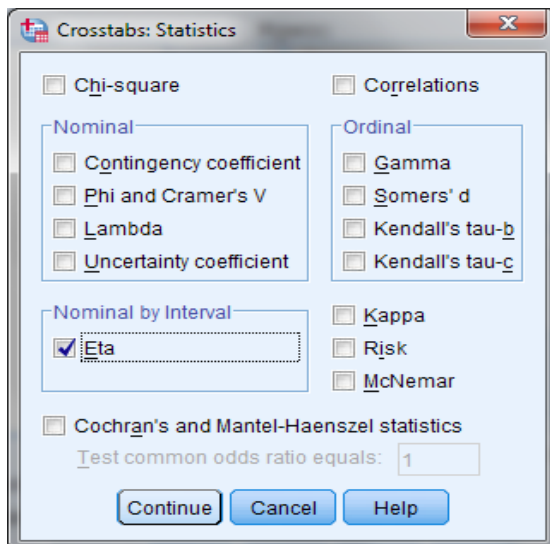 Crosstabs: Statistics
Chi-square
Correlations
Nominal
Contingency coefficient
Phi and Cramer's V
Lambda
Uncertainty coefficient
Ordinal
Gamma
Somers' d
Kendall's tau-b
Kendall's tau-c
Nominal by Interval
Eta
Kappa
Risk
McNemar
Cochran's and Mantel-Haenszel statistics
Test common odds ratio equals: 1
Continue Cancel Help